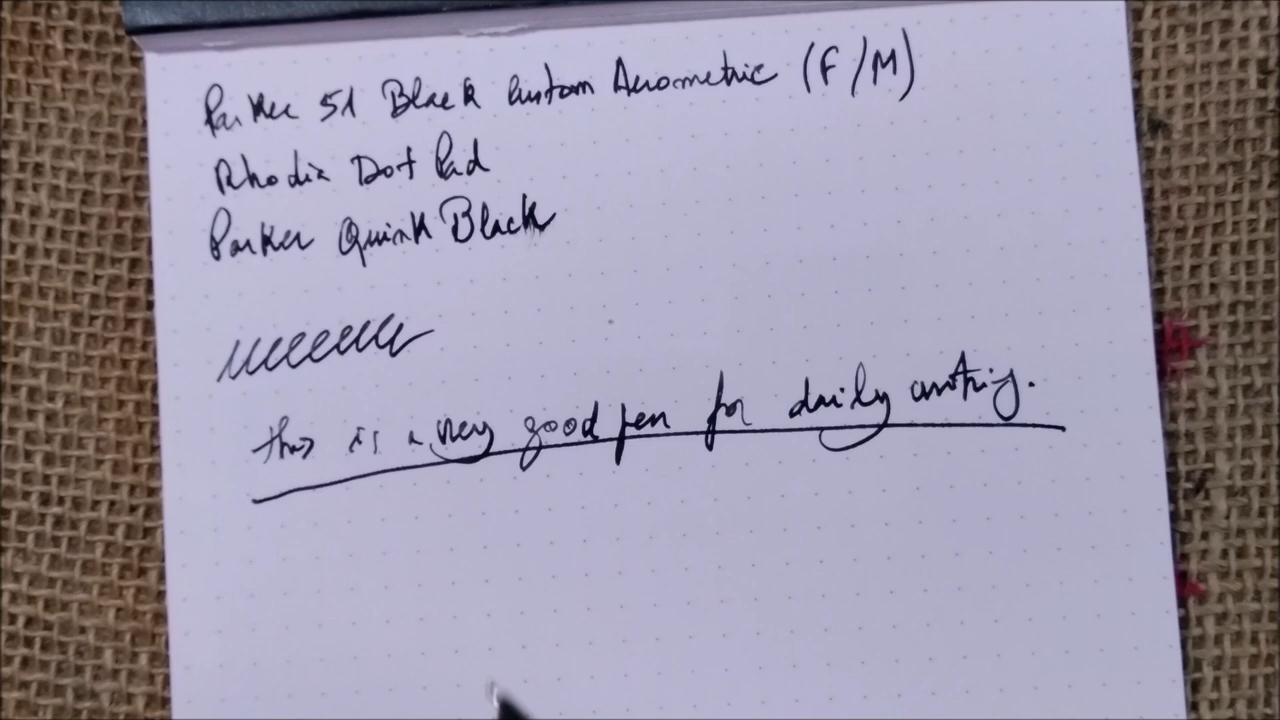 Parker 51 Black Custom Aerometric (F/M)
Rhodia Dot Pad
Parker Quink Black
this is a very good pen for daily writing.